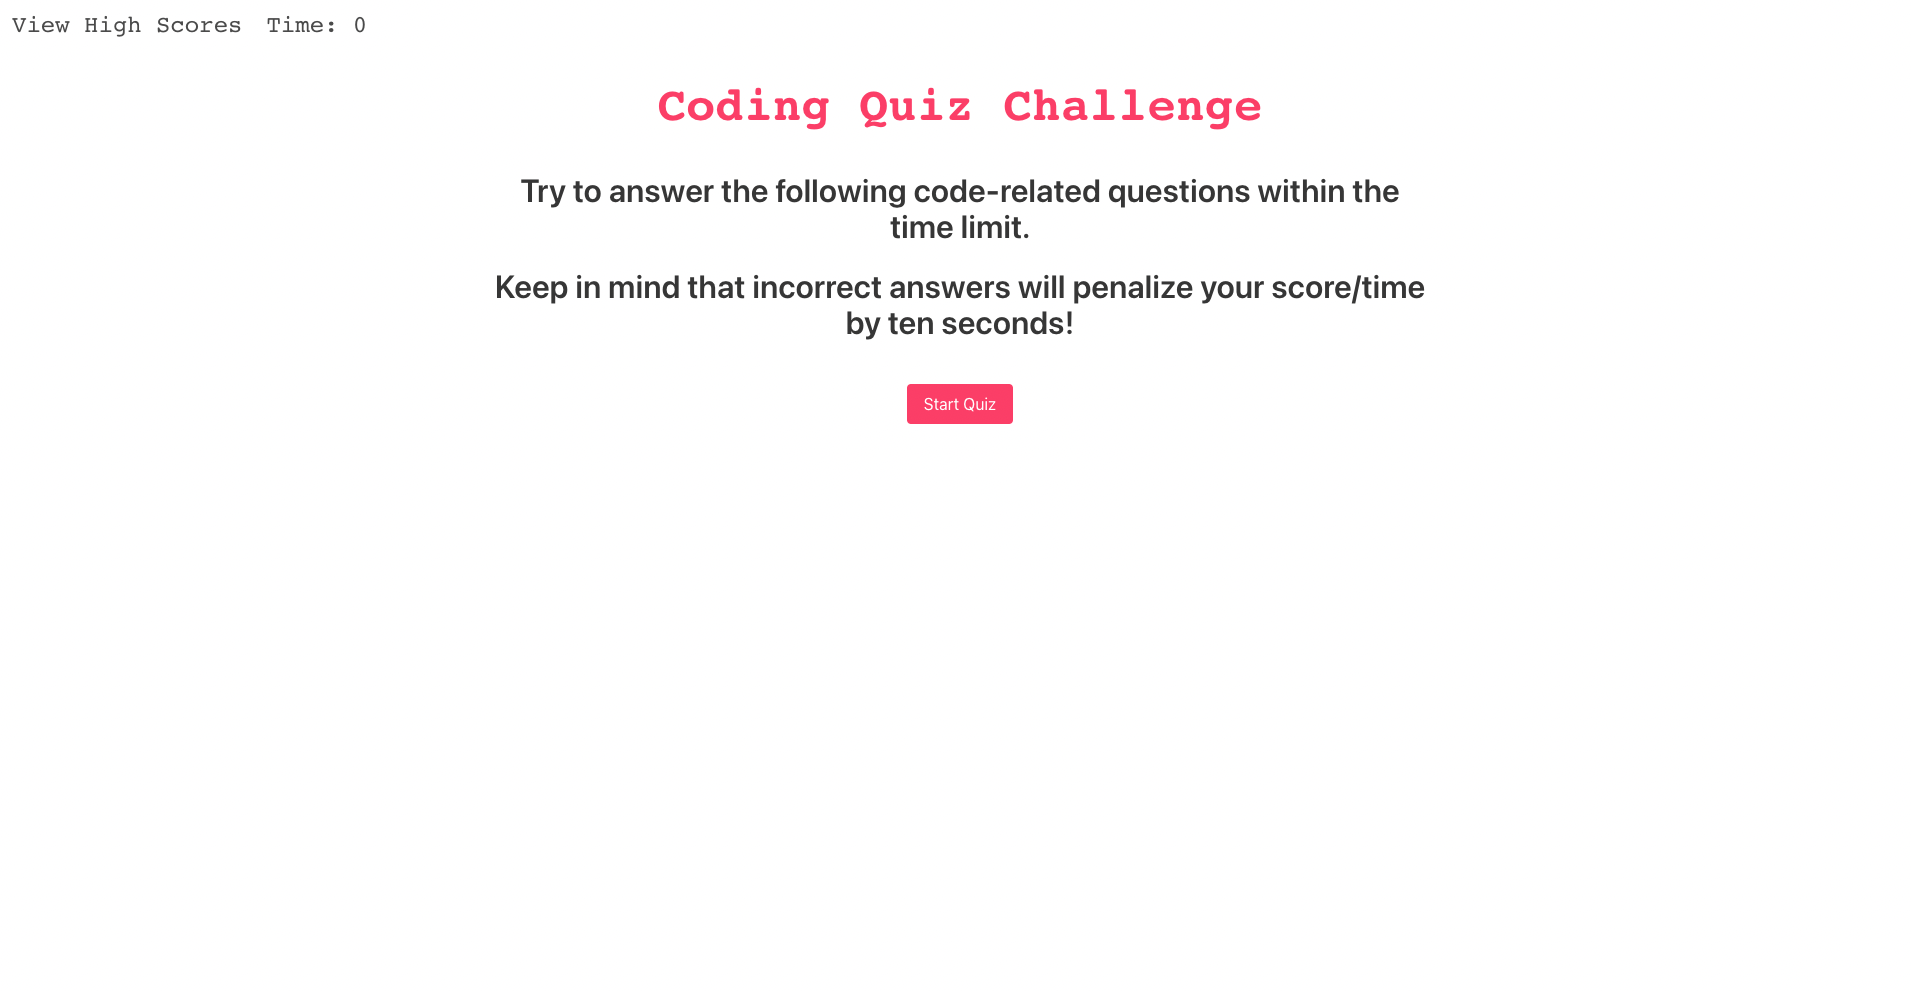 View High Scores Time: 0
Coding Quiz Challenge
Try to answer the following code-related questions within the
time limit.
Keep in mind that incorrect answers will penalize your score/time
by ten seconds!
Start Quiz